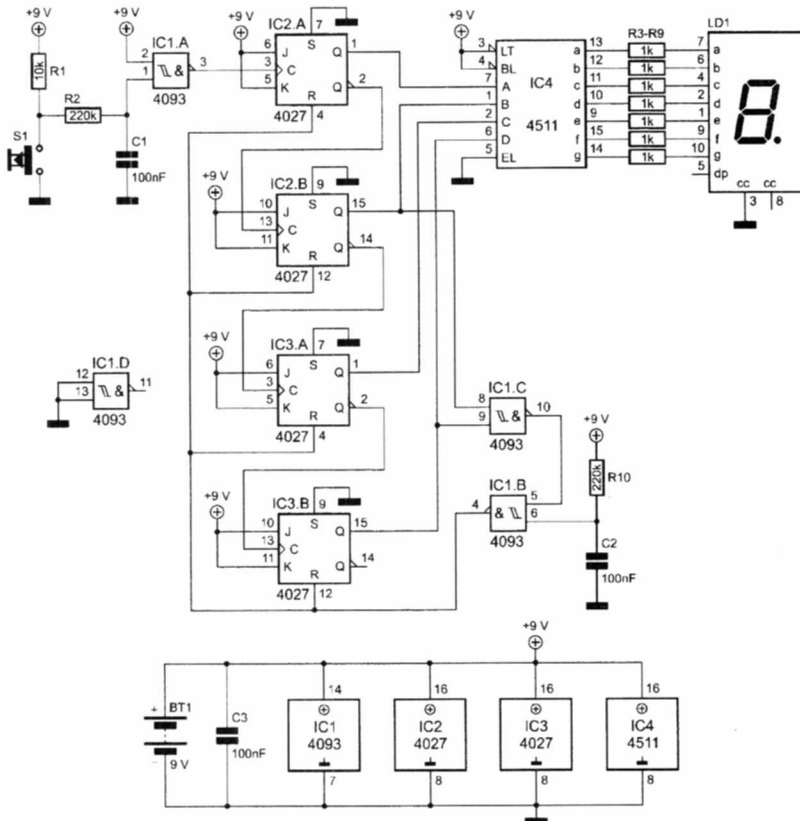 +9 V
10k
R1
R2
220k
S1
C1
100nF
+9 V
IC1.A
2
1
&
3
4093
+9 V
IC2.A
7
S
6
J
Q
1
3
C
5
K
Q
2
R
4027
4
+9 V
IC2.B
9
S
10
J
Q
15
13
C
11
K
Q
14
R
4027
12
+9 V
IC3.A
7
S
6
J
Q
1
3
C
5
K
Q
2
R
4027
4
+9 V
IC3.B
9
S
10
J
Q
15
13
C
11
K
Q
14
R
4027
12
IC1.D
12
13
&
11
4093
+9 V
3
LT
4
BL
7
A
1
B
2
C
6
D
5
EL
IC4
4511
a
13
b
12
c
11
d
10
e
9
f
15
g
14
R3-R9
1k
1k
1k
1k
1k
1k
1k
LD1
7
a
6
b
4
c
2
d
1
e
9
f
10
g
5
dp
8.
cc
cc
3
8
IC1.C
8
9
&
10
4093
IC1.B
4
&
5
6
4093
+9 V
220k
R10
C2
100nF
+9 V
+
BT1
9 V
C3
100nF
14
IC1
4093
7
16
IC2
4027
8
16
IC3
4027
8
16
IC4
4511
8